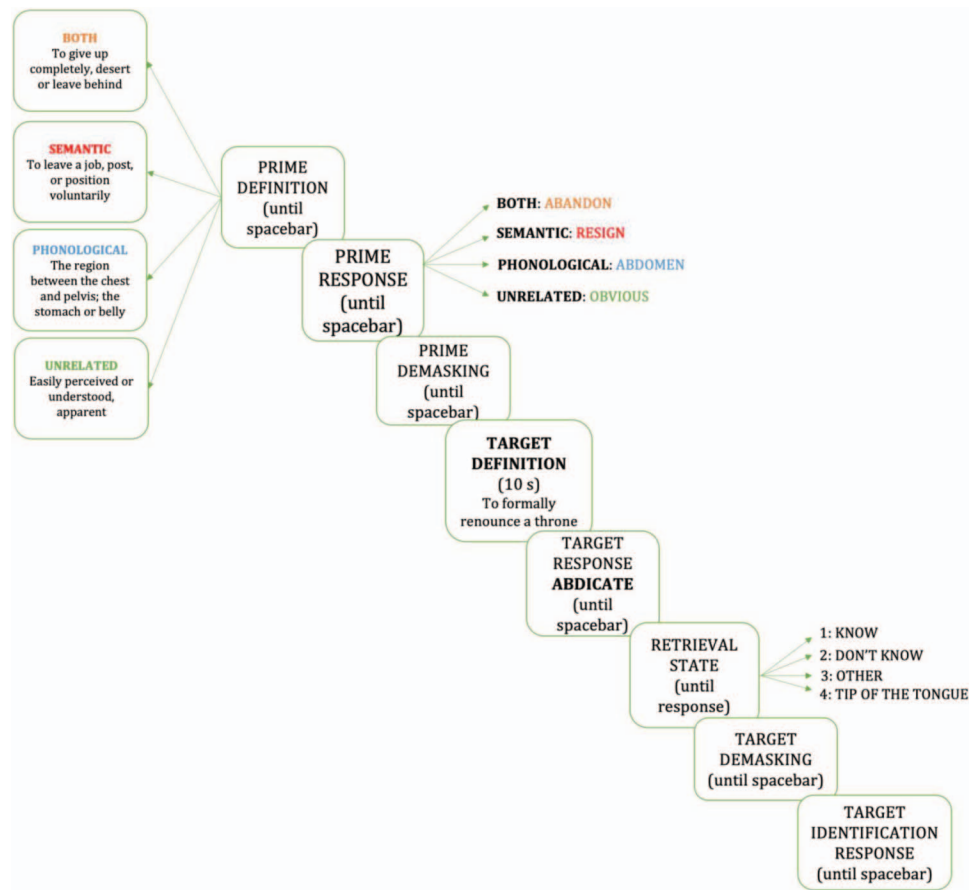 BOTH
To give up
completely, desert
or leave behind
SEMANTIC
To leave a job, post,
or position
voluntarily
PHONOLOGICAL
The region
between the chest
and pelvis; the
stomach or belly
UNRELATED
Easily perceived or
understood,
apparent
PRIME
DEFINITION
(until
spacebar)
PRIME
RESPONSE
(until
spacebar)
BOTH: ABANDON
SEMANTIC: RESIGN
PHONOLOGICAL: ABDOMEN
UNRELATED: OBVIOUS
PRIME
DEMASKING
(until
spacebar)
TARGET
DEFINITION
(10 s)
To formally
renounce a throne
TARGET
RESPONSE
ABDICATE
(until
spacebar)
RETRIEVAL
STATE
(until
response)
1: KNOW
2: DON'T KNOW
3: OTHER
4: TIP OF THE TONGUE
TARGET
DEMASKING
(until spacebar)
TARGET
IDENTIFICATION
RESPONSE
(until spacebar)